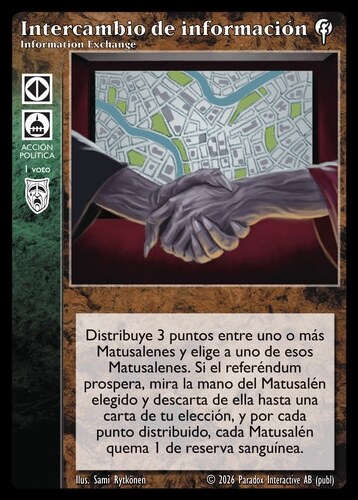 Intercambio de información
Information Exchange
ACCIÓN
POLÍTICA
1 voto
Distribuye 3 puntos entre uno o más
Matusalenes y elige a uno de esos
Matusalenes. Si el referéndum
prospera, mira la mano del Matusalén
elegido y descarta de ella hasta una
carta de tu elección, y por cada
punto distribuido, cada Matusalén
quema 1 de reserva sanguínea.
Ilus. Sami Rytkönen © 2026 Paradox Interactive AB (publ)